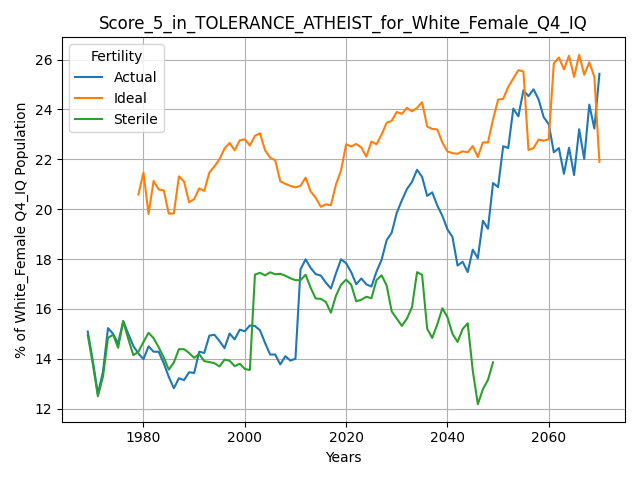 Score_5_in_TOLERANCE_ATHEIST_for_White_Female_Q4_IQ
Fertility
Actual
Ideal
Sterile
% of White_Female Q4_IQ Population
26
24
22
20
18
16
14
12
1980
2000
2020
2040
2060
Years